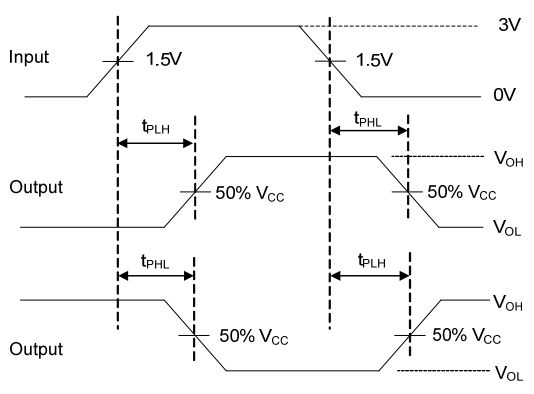 3V
Input
1.5V
1.5V
0V
tPLH
tPHL
VOH
Output
50% VCC
50% VCC
VOL
tPHL
tPLH
VOH
Output
50% VCC
50% VCC
VOL